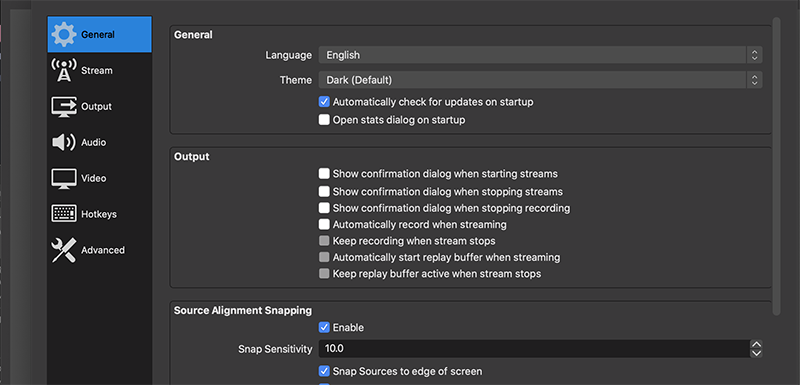 General
Stream
Output
Audio
Video
Hotkeys
Advanced
General
Language English
Theme Dark (Default)
Automatically check for updates on startup
Open stats dialog on startup
Output
Show confirmation dialog when starting streams
Show confirmation dialog when stopping streams
Show confirmation dialog when stopping recording
Automatically record when streaming
Keep recording when stream stops
Automatically start replay buffer when streaming
Keep replay buffer active when stream stops
Source Alignment Snapping
Enable
Snap Sensitivity 10.0
Snap Sources to edge of screen